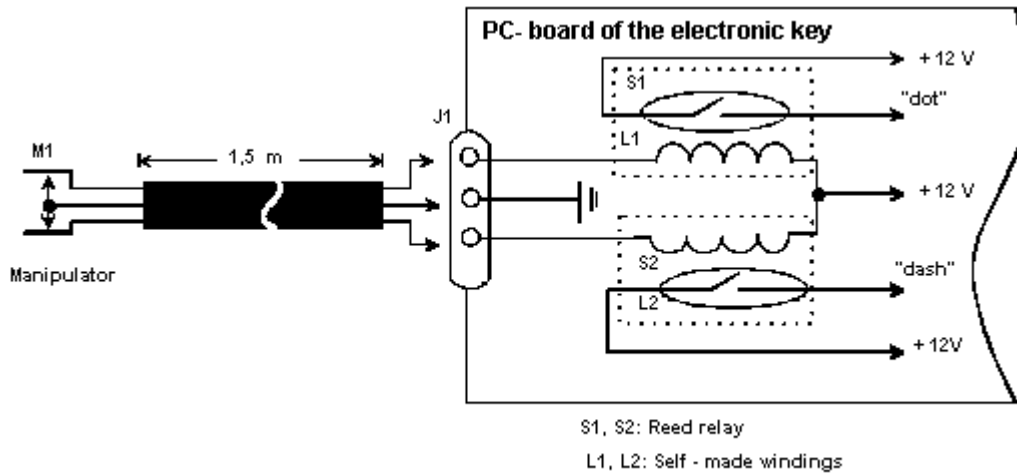 PC- board of the electronic key
+ 12 V
S1
"dot"
J1
L1
M1
1,5 m
+ 12 V
S2
"dash"
Manipulator
L2
+ 12V
S1, S2: Reed relay
L1, L2: Self - made windings